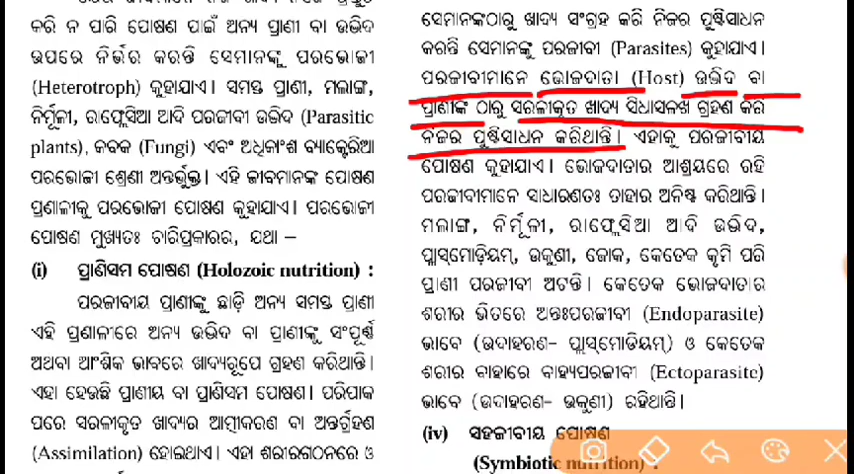 କରି ନ ପାରି ପୋଷଣ ପାଇଁ ଅନ୍ୟ ପ୍ରାଣୀ ବା ଉଦ୍ଭିଦ
ଉପରେ ନିର୍ଭର କରନ୍ତି ସେମାନଙ୍କୁ ପରଭୋଜୀ
(Heterotroph) କୁହାଯାଏ। ସମସ୍ତ ପ୍ରାଣୀ, ମଲାଙ୍ଗ,
ନିର୍ମୂଳୀ, ରାଫ୍ଲେସିଆ ଆଦି ପରଜୀବୀ ଉଦ୍ଭିଦ (Parasitic
plants), କବକ (Fungi) ଏବଂ ଅଧିକାଂଶ ବ୍ୟାକ୍ଟେରିଆ
ପରଭୋଜୀ ଶ୍ରେଣୀ ଅନ୍ତର୍ଭୁକ୍ତ। ଏହି ଜୀବମାନଙ୍କ ପୋଷଣ
ପ୍ରଣାଳୀକୁ ପରଭୋଜୀ ପୋଷଣ କୁହାଯାଏ। ପରଭୋଜୀ
ପୋଷଣ ମୁଖ୍ୟତଃ ଚାରିପ୍ରକାରର, ଯଥା –
(i) ପ୍ରାଣିସମ ପୋଷଣ (Holozoic nutrition) :
ପରଜୀବୀୟ ପ୍ରାଣୀଙ୍କୁ ଛାଡ଼ି ଅନ୍ୟ ସମସ୍ତ ପ୍ରାଣୀ
ଏହି ପ୍ରଣାଳୀରେ ଅନ୍ୟ ଉଦ୍ଭିଦ ବା ପ୍ରାଣୀଙ୍କୁ ସଂପୂର୍ଣ୍ଣ
ଅଥବା ଆଂଶିକ ଭାବରେ ଖାଦ୍ୟରୂପେ ଗ୍ରହଣ କରିଥାନ୍ତି।
ଏହା ହେଉଛି ପ୍ରାଣୀୟ ବା ପ୍ରାଣିସମ ପୋଷଣ। ପରିପାକ
ପରେ ସରଳୀକୃତ ଖାଦ୍ୟର ଆତ୍ମୀକରଣ ବା ଅନ୍ତର୍ଗ୍ରହଣ
(Assimilation) ହୋଇଥାଏ। ଏହା ଶରୀରଗଠନରେ ଓ
ସେମାନଙ୍କଠାରୁ ଖାଦ୍ୟ ସଂଗ୍ରହ କରି ନିଜର ପୁଷ୍ଟିସାଧନ
କରନ୍ତି ସେମାନଙ୍କୁ ପରଜୀବୀ (Parasites) କୁହାଯାଏ।
ପରଜୀବୀମାନେ ଭୋଜଦାତା (Host) ଉଦ୍ଭିଦ ବା
ପ୍ରାଣୀଙ୍କ ଠାରୁ ସରଳୀକୃତ ଖାଦ୍ୟ ସିଧାସଳଖ ଗ୍ରହଣ କରି
ନିଜର ପୁଷ୍ଟିସାଧନ କରିଥାନ୍ତି। ଏହାକୁ ପରଜୀବୀୟ
ପୋଷଣ କୁହାଯାଏ। ଭୋଜଦାତାର ଆଶ୍ରୟରେ ରହି
ପରଜୀବୀମାନେ ସାଧାରଣତଃ ତାହାର ଅନିଷ୍ଟ କରିଥାନ୍ତି।
ମଲାଙ୍ଗ, ନିର୍ମୂଳୀ, ରାଫ୍ଲେସିଆ ଆଦି ଉଦ୍ଭିଦ,
ପ୍ଲାସ୍‌ମୋଡ଼ିୟମ୍, ଉକୁଣୀ, ଜୋକ, କେତେକ କୃମି ପରି
ପ୍ରାଣୀ ପରଜୀବୀ ଅଟନ୍ତି। କେତେକ ଭୋଜଦାତାର
ଶରୀର ଭିତରେ ଅନ୍ତଃପରଜୀବୀ (Endoparasite)
ଭାବେ (ଉଦାହରଣ– ପ୍ଲାସ୍‌ମୋଡିୟମ୍) ଓ କେତେକ
ଶରୀର ବାହାରେ ବାହ୍ୟପରଜୀବୀ (Ectoparasite)
ଭାବେ (ଉଦାହରଣ– ଉକୁଣୀ) ରହିଥାନ୍ତି।
(iv) ସହଜୀବୀୟ ପୋଷଣ
(Symbiotic nutrition) :